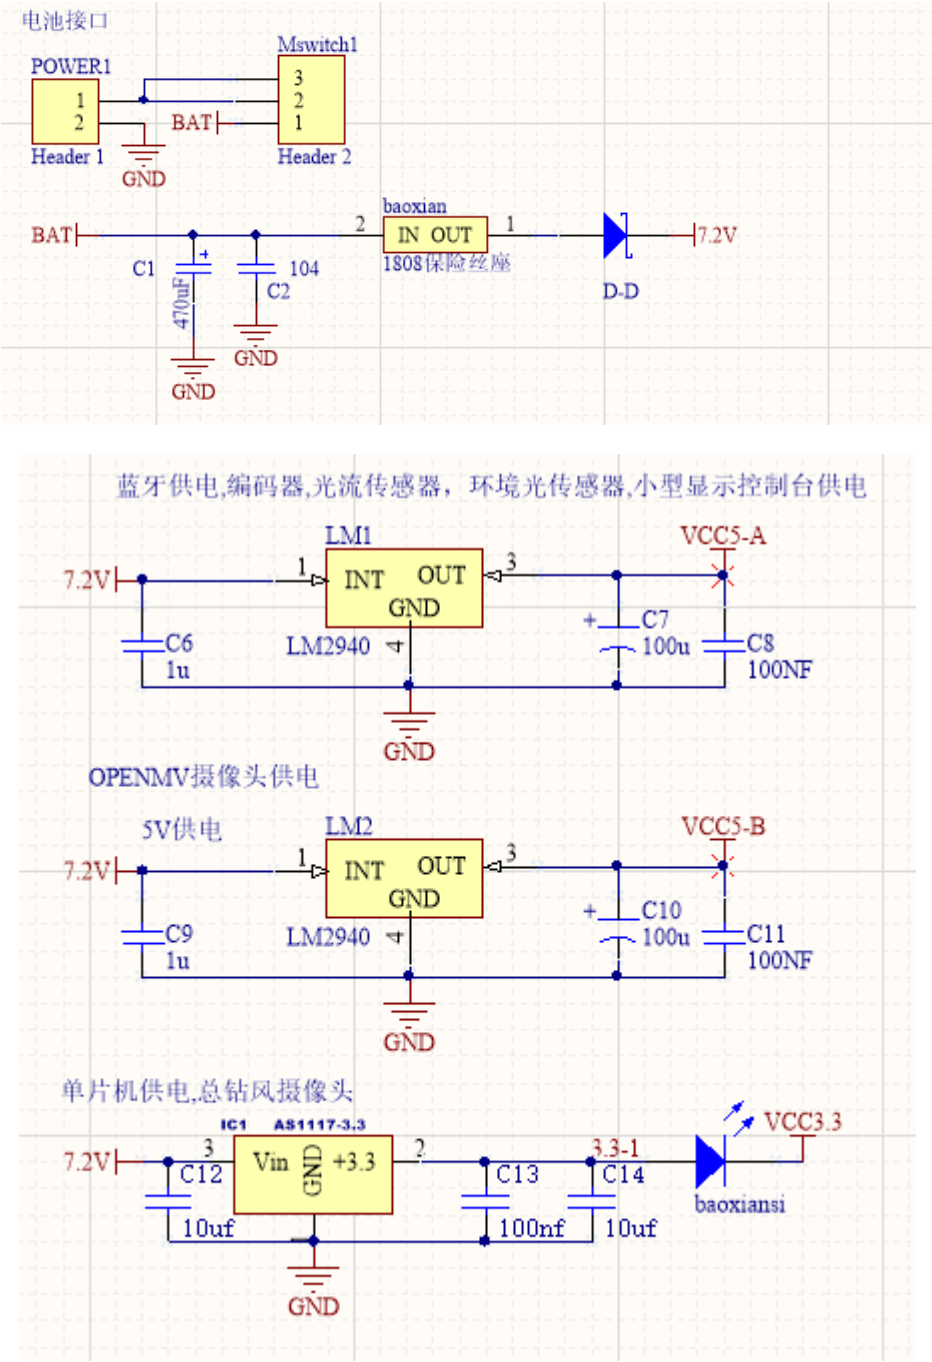 电池接口
Mswitch1
POWER1
3
1 2
2 BAT 1
Header 1 Header 2
GND
baoxian
BAT 2 IN OUT 1 7.2V
C1 + 104 1808保险丝座
470uF C2 D-D
GND
GND
蓝牙供电,编码器,光流传感器，环境光传感器,小型显示控制台供电
LM1 VCC5-A
7.2V 1 INT OUT 3
GND
C6 LM2940 4 + C7 C8
1u 100u 100NF
GND
OPENMV摄像头供电
5V供电 LM2 VCC5-B
7.2V 1 INT OUT 3
GND
C9 LM2940 4 + C10 C11
1u 100u 100NF
GND
单片机供电,总钻风摄像头
IC1 AS1117-3.3 VCC3.3
7.2V 3 Vin GND +3.3 2 3.3-1
C12 1 C13 C14 baoxiansi
10uf 100nf 10uf
GND